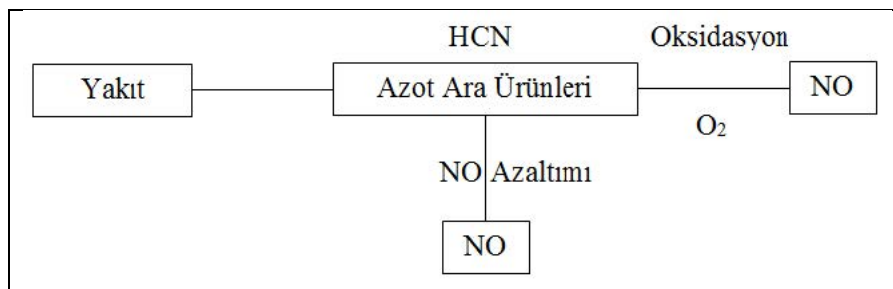 HCN
Oksidasyon
Yakıt
Azot Ara Ürünleri
NO
O₂
NO Azaltımı
NO